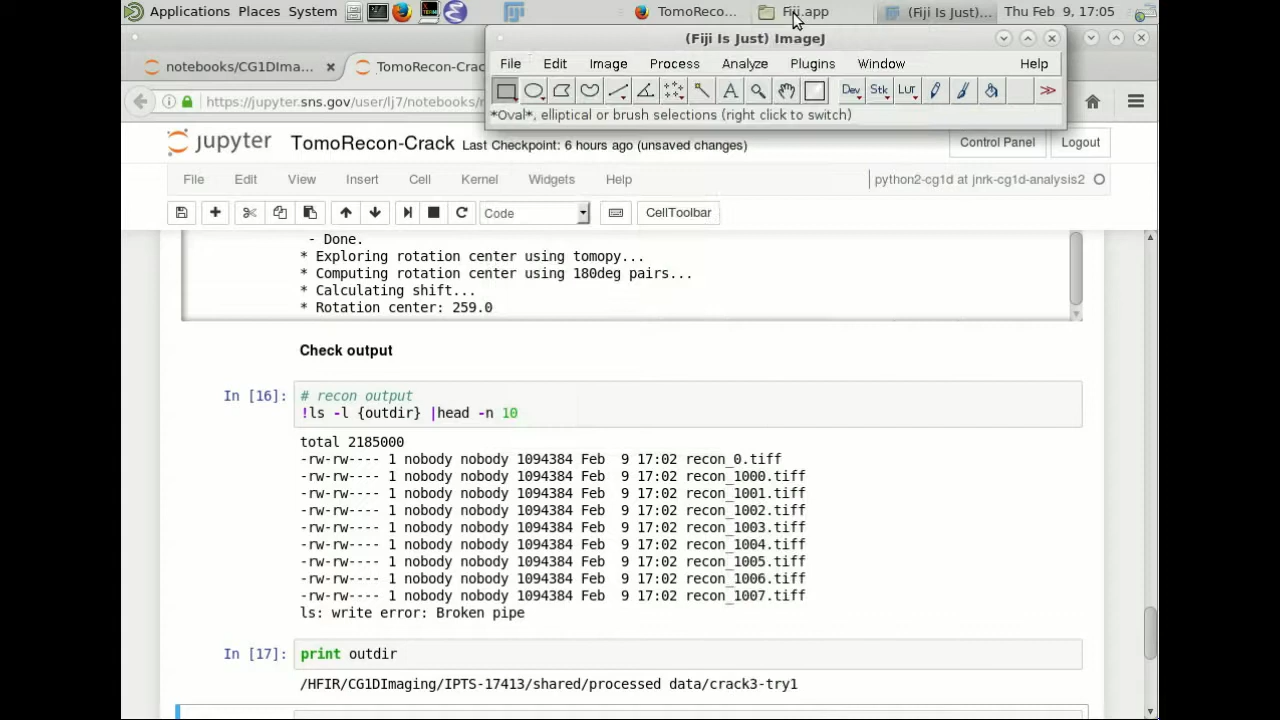 Applications Places System TomoReco... Fiji.app (Fiji Is Just)... Thu Feb 9, 17:05
(Fiji Is Just) ImageJ
File Edit Image Process Analyze Plugins Window Help
Dev Stk Lut >>
*Oval*, elliptical or brush selections (right click to switch)
notebooks/CG1DIma... TomoRecon-Crac
https://jupyter.sns.gov/user/lj7/notebooks/
jupyter TomoRecon-Crack Last Checkpoint: 6 hours ago (unsaved changes) Control Panel Logout
File Edit View Insert Cell Kernel Widgets Help python2-cg1d at jnrk-cg1d-analysis2
Code CellToolbar
- Done.
* Exploring rotation center using tomopy...
* Computing rotation center using 180deg pairs...
* Calculating shift...
* Rotation center: 259.0
Check output
In [16]: # recon output
!ls -l {outdir} |head -n 10
total 2185000
-rw-rw---- 1 nobody nobody 1094384 Feb  9 17:02 recon_0.tiff
-rw-rw---- 1 nobody nobody 1094384 Feb  9 17:02 recon_1000.tiff
-rw-rw---- 1 nobody nobody 1094384 Feb  9 17:02 recon_1001.tiff
-rw-rw---- 1 nobody nobody 1094384 Feb  9 17:02 recon_1002.tiff
-rw-rw---- 1 nobody nobody 1094384 Feb  9 17:02 recon_1003.tiff
-rw-rw---- 1 nobody nobody 1094384 Feb  9 17:02 recon_1004.tiff
-rw-rw---- 1 nobody nobody 1094384 Feb  9 17:02 recon_1005.tiff
-rw-rw---- 1 nobody nobody 1094384 Feb  9 17:02 recon_1006.tiff
-rw-rw---- 1 nobody nobody 1094384 Feb  9 17:02 recon_1007.tiff
ls: write error: Broken pipe
In [17]: print outdir
/HFIR/CG1DImaging/IPTS-17413/shared/processed data/crack3-try1